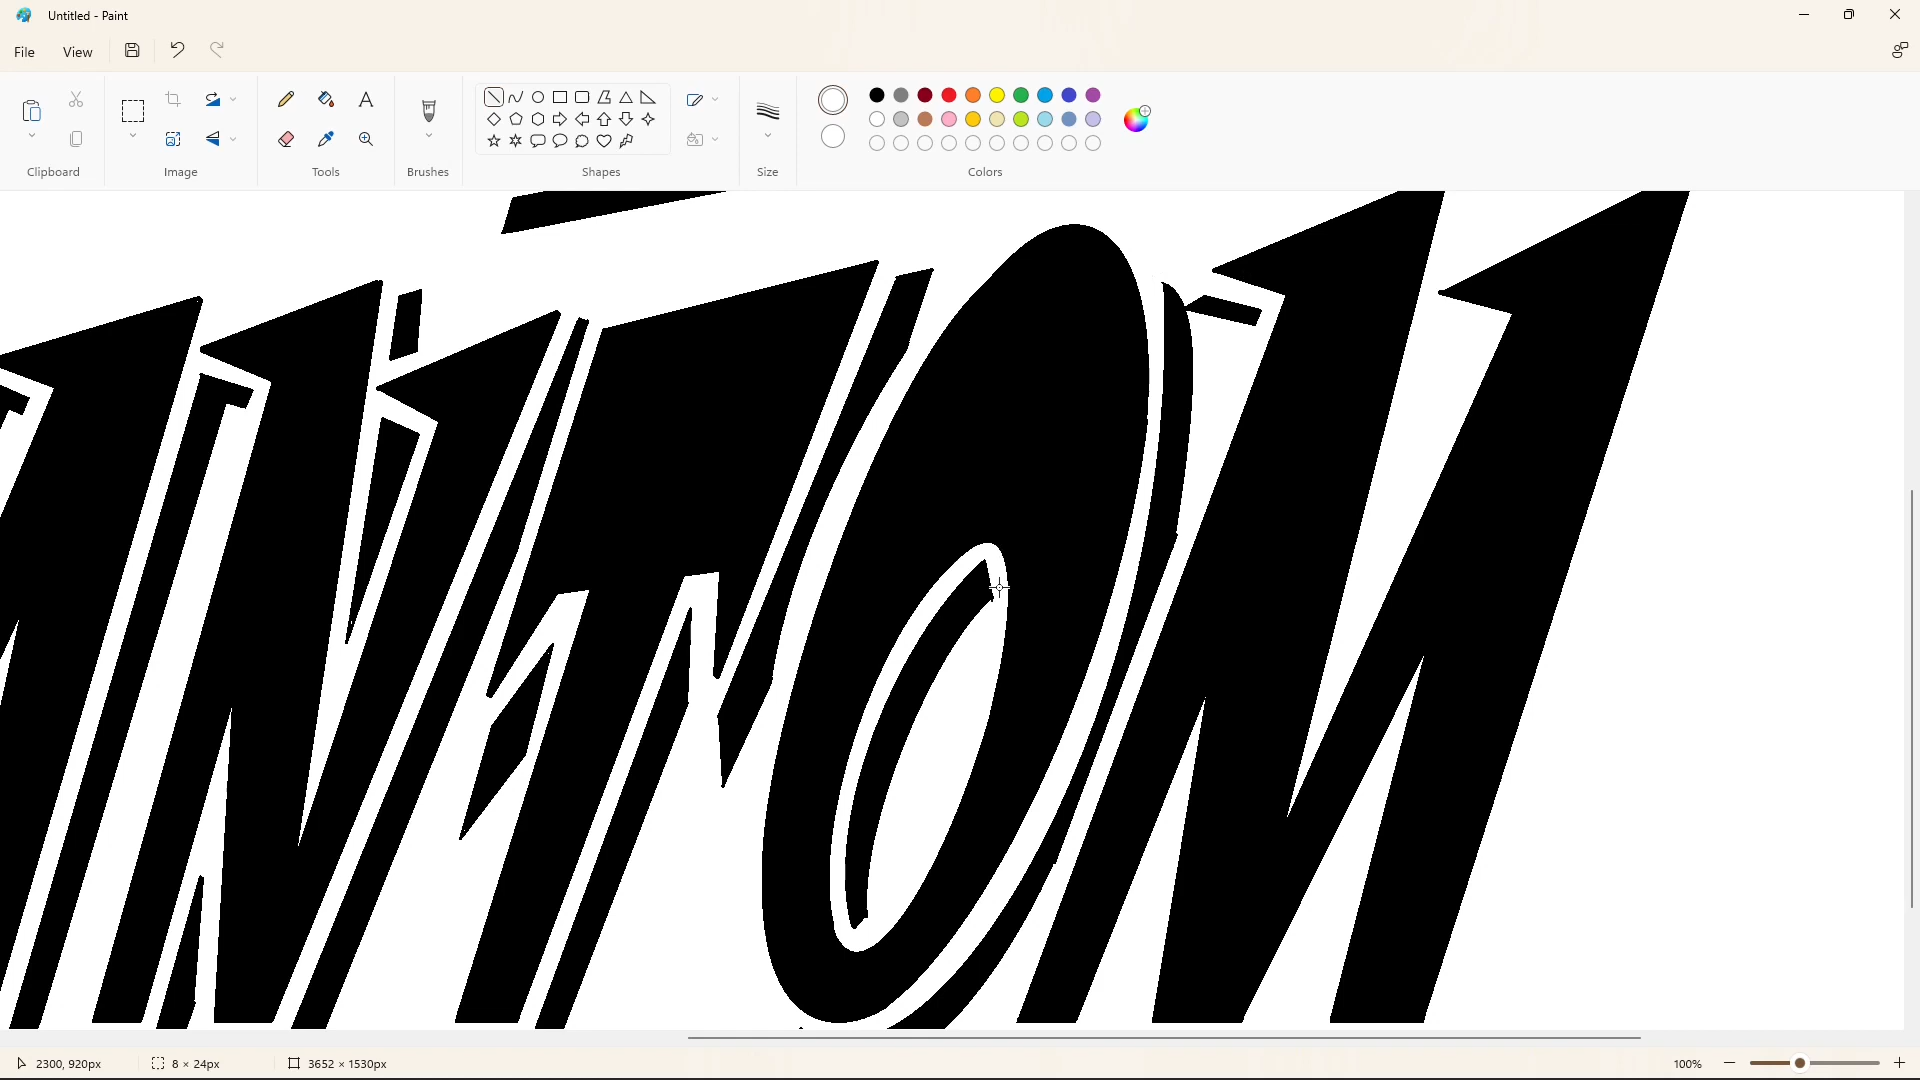 Untitled - Paint
File View
Clipboard Image Tools Brushes Shapes Size Colors
NTOM
2300, 920px 8 × 24px 3652 × 1530px 100%